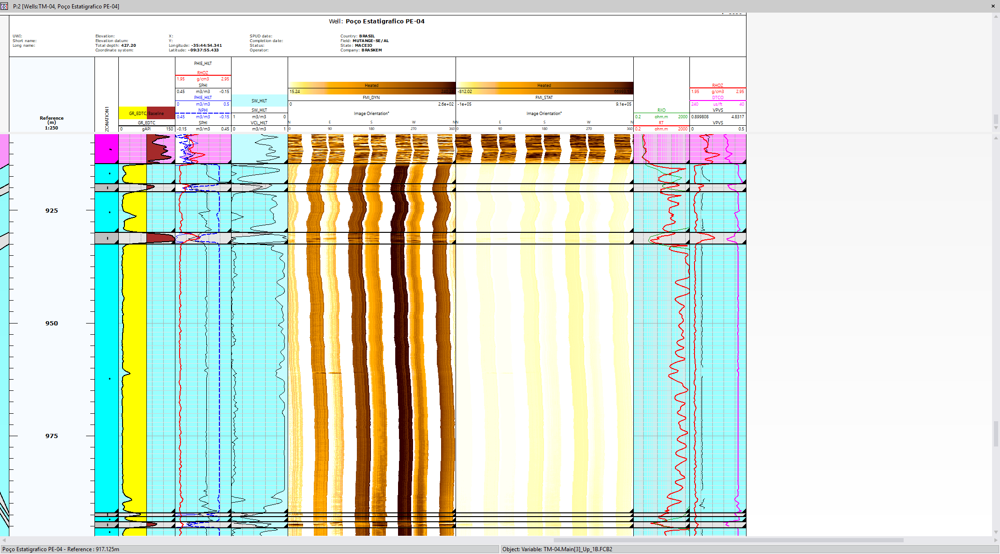 P:2 [Wells:TM-04, Poço Estatigrafico PE-04]
Well: Poço Estatigrafico PE-04
UWI:
Short name:
Long name:
Elevation:
Elevation datum:
Total depth: 427.20
Coordinate system:
X:
Y:
Longitude: -35:44:54.341
Latitude: -09:37:55.433
SPUD date:
Completion date:
Status:
Operator:
Country: BRASIL
Field: MUTANGE-SE/AL
State: MACEIO
Company: BRASKEM
Reference
(m)
1:250
ZONATION1
GR_EDTC/Baseline
GR_EDTC
0 gAPI 150
PHIE_HILT
RHOZ
1.95 g/cm3 2.95
SPHI
0.45 m3/m3 -0.15
PHIE_HILT
0 m3/m3 0.5
NPHI
0.45 m3/m3 -0.15
SPHI
-0.15 m3/m3 0.45
SW_HILT
SW_HILT
1 m3/m3 0
VCL_HILT
0 m3/m3 1
Heated
15.24
FMI_DYN
0 2.6e+02
Image Orientation*
N E S W N
0 90 180 270 360
Heated
-812.02
FMI_STAT
-1e+05 9.1e+05
Image Orientation*
N E S W N
0 90 180 270 360
RXO
0.2 ohm.m 2000
RT
0.2 ohm.m 2000
RHOZ
1.95 g/cm3 2.95
DTCO
240 us/ft 40
VPVS
0.899808 4.8317
VPVS
0 0.5
925
950
975
Poço Estatigrafico PE-04 - Reference : 917.125m
Object: Variable: TM-04.Main[3]_Up_1B.FCB2